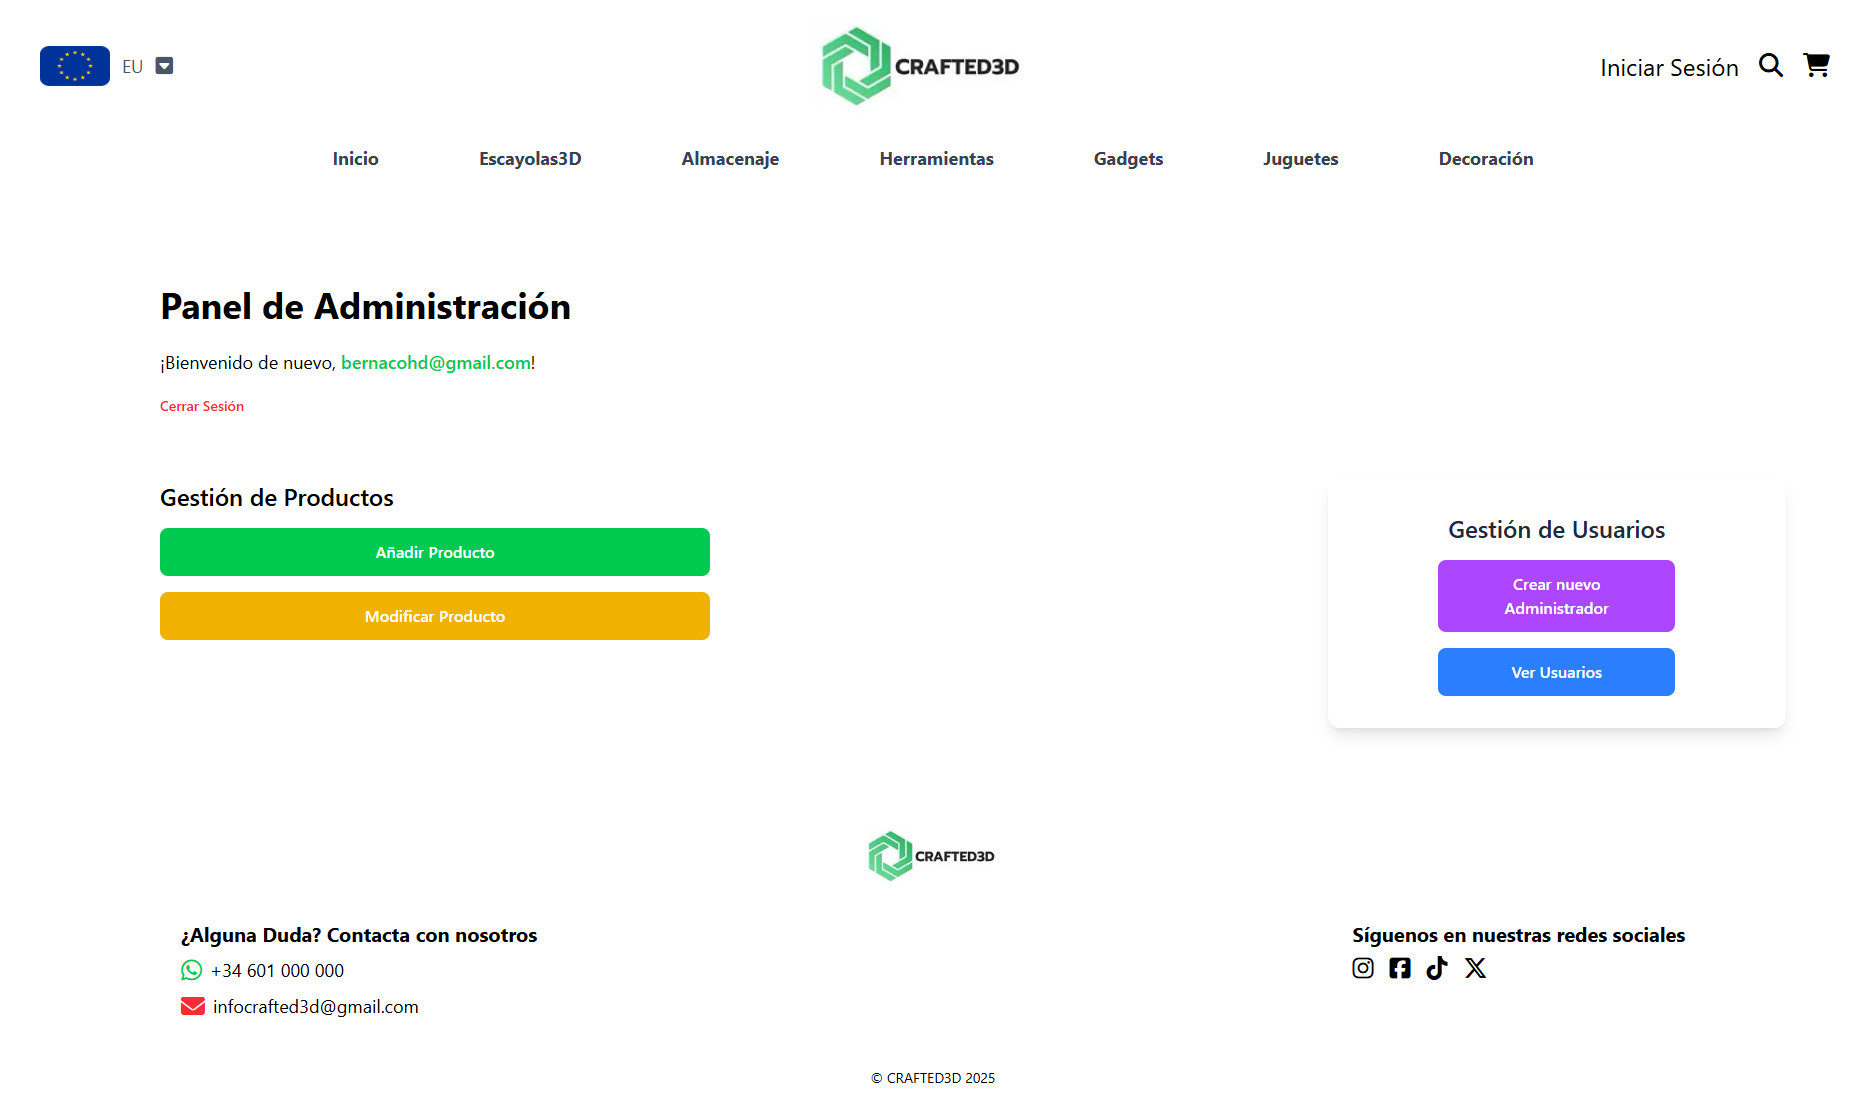 EU
CRAFTED3D
Iniciar Sesión
Inicio
Escayolas3D
Almacenaje
Herramientas
Gadgets
Juguetes
Decoración
Panel de Administración
¡Bienvenido de nuevo, bernacohd@gmail.com!
Cerrar Sesión
Gestión de Productos
Añadir Producto
Modificar Producto
Gestión de Usuarios
Crear nuevo
Administrador
Ver Usuarios
CRAFTED3D
¿Alguna Duda? Contacta con nosotros
+34 601 000 000
infocrafted3d@gmail.com
Síguenos en nuestras redes sociales
© CRAFTED3D 2025